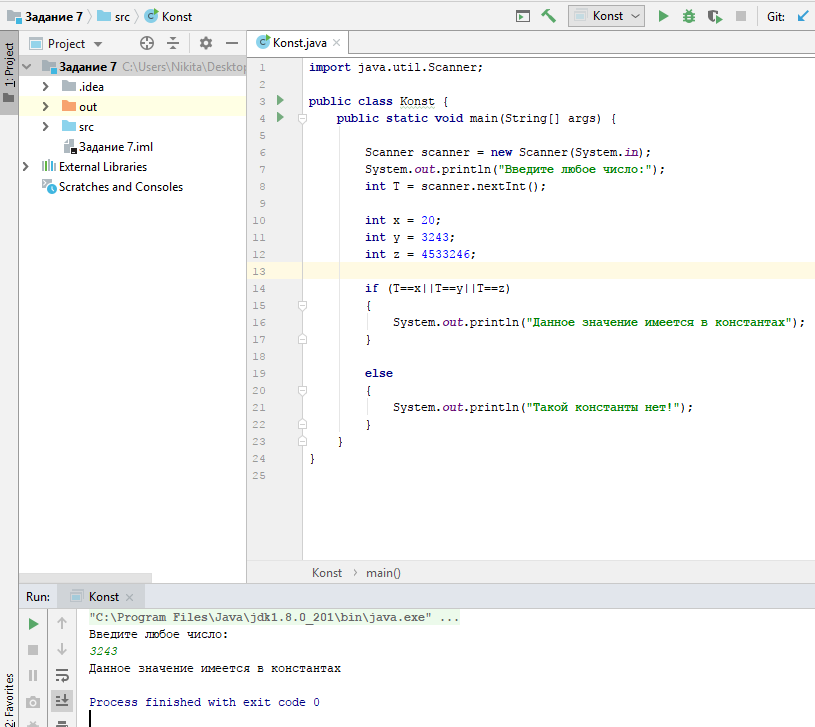 Задание 7 src Konst Konst Git:
1: Project
Project
Konst.java
Задание 7 C:\Users\Nikita\Deskto
.idea
out
src
Задание 7.iml
External Libraries
Scratches and Consoles
1 import java.util.Scanner;
2
3 public class Konst {
4 public static void main(String[] args) {
5
6 Scanner scanner = new Scanner(System.in);
7 System.out.println("Введите любое число:");
8 int T = scanner.nextInt();
9
10 int x = 20;
11 int y = 3243;
12 int z = 4533246;
13
14 if (T==x||T==y||T==z)
15 {
16 System.out.println("Данное значение имеется в константах");
17 }
18
19 else
20 {
21 System.out.println("Такой константы нет!");
22 }
23 }
24 }
25
Konst main()
Run: Konst
"C:\Program Files\Java\jdk1.8.0_201\bin\java.exe" ...
Введите любое число:
3243
Данное значение имеется в константах
Process finished with exit code 0
2: Favorites